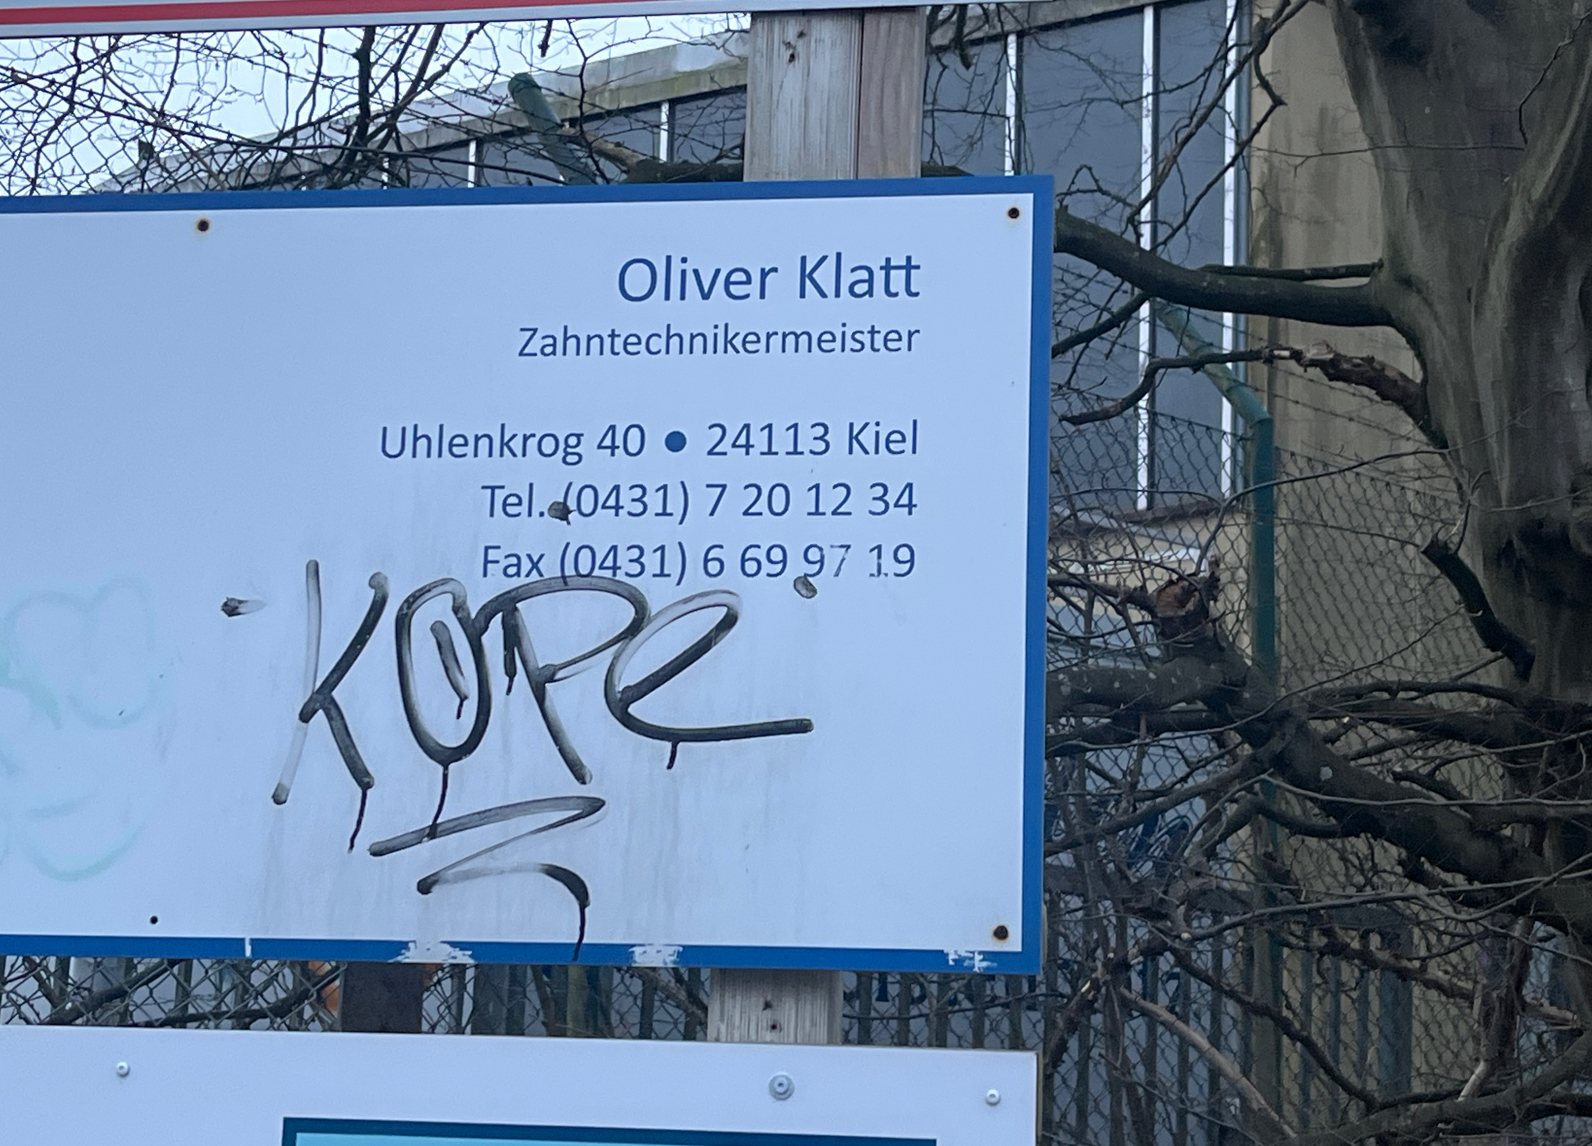 Oliver Klatt
Zahntechnikermeister
Uhlenkrog 40 • 24113 Kiel
Tel. (0431) 7 20 12 34
Fax (0431) 6 69 97 19
KOPe